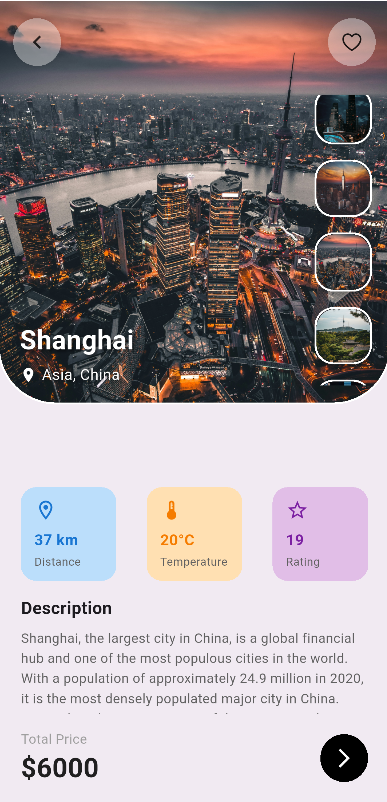 Shanghai
Asia, China
37 km
Distance
20°C
Temperature
19
Rating
Description
Shanghai, the largest city in China, is a global financial
hub and one of the most populous cities in the world.
With a population of approximately 24.9 million in 2020,
it is the most densely populated major city in China.
Total Price
$6000